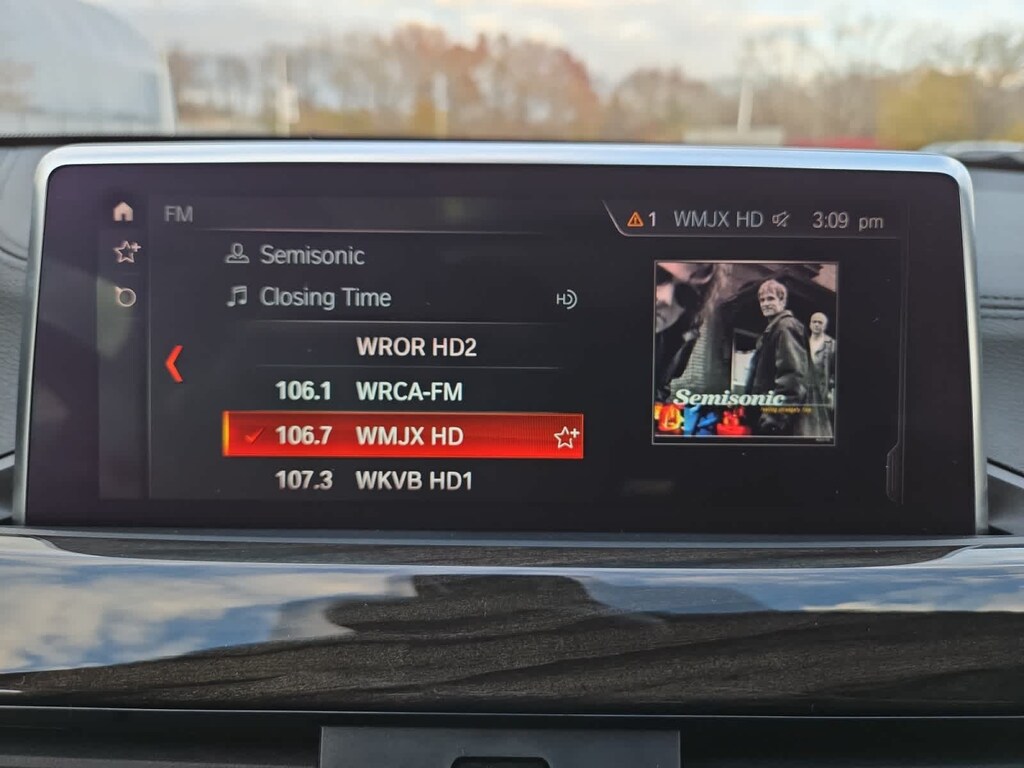 FM
1 WMJX HD 3:09 pm
Semisonic
Closing Time
HD
WROR HD2
106.1 WRCA-FM
106.7 WMJX HD
107.3 WKVB HD1
Semisonic